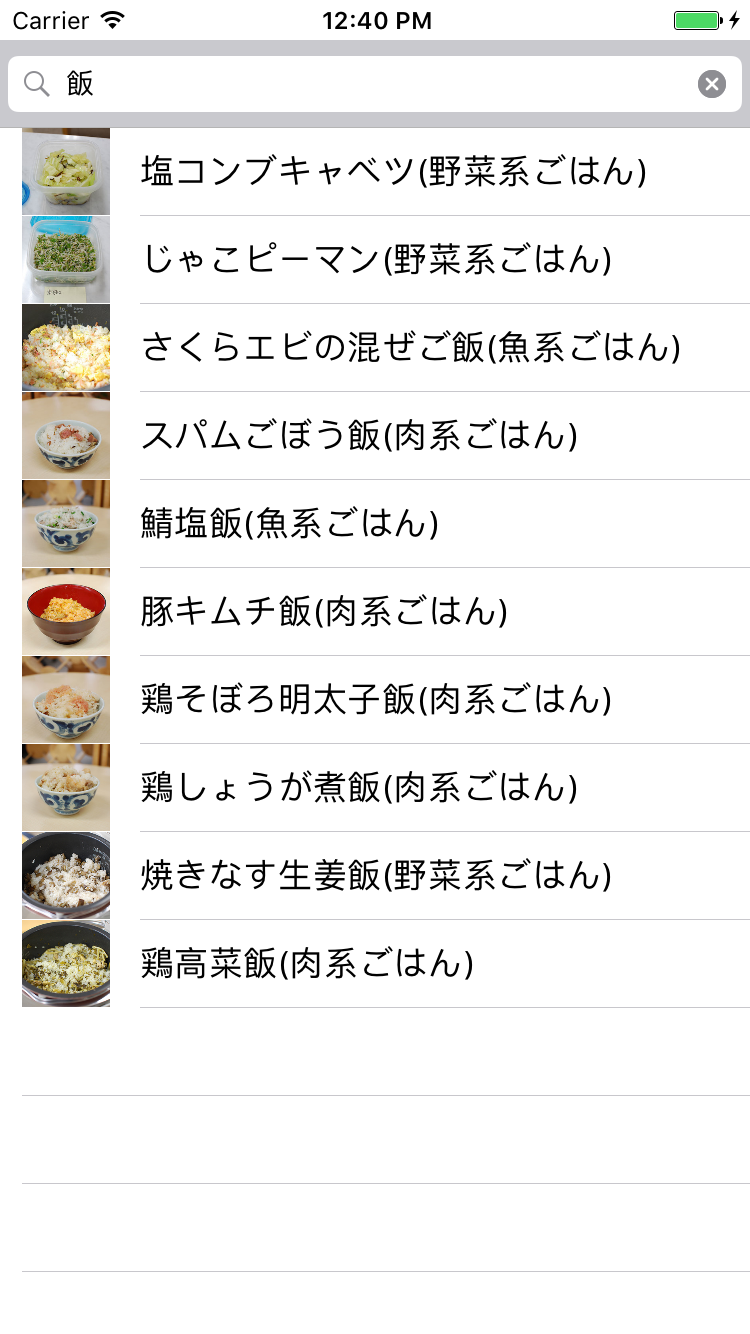 Carrier 12:40 PM
飯
塩コンブキャベツ(野菜系ごはん)
じゃこピーマン(野菜系ごはん)
さくらエビの混ぜご飯(魚系ごはん)
スパムごぼう飯(肉系ごはん)
鯖塩飯(魚系ごはん)
豚キムチ飯(肉系ごはん)
鶏そぼろ明太子飯(肉系ごはん)
鶏しょうが煮飯(肉系ごはん)
焼きなす生姜飯(野菜系ごはん)
鶏高菜飯(肉系ごはん)